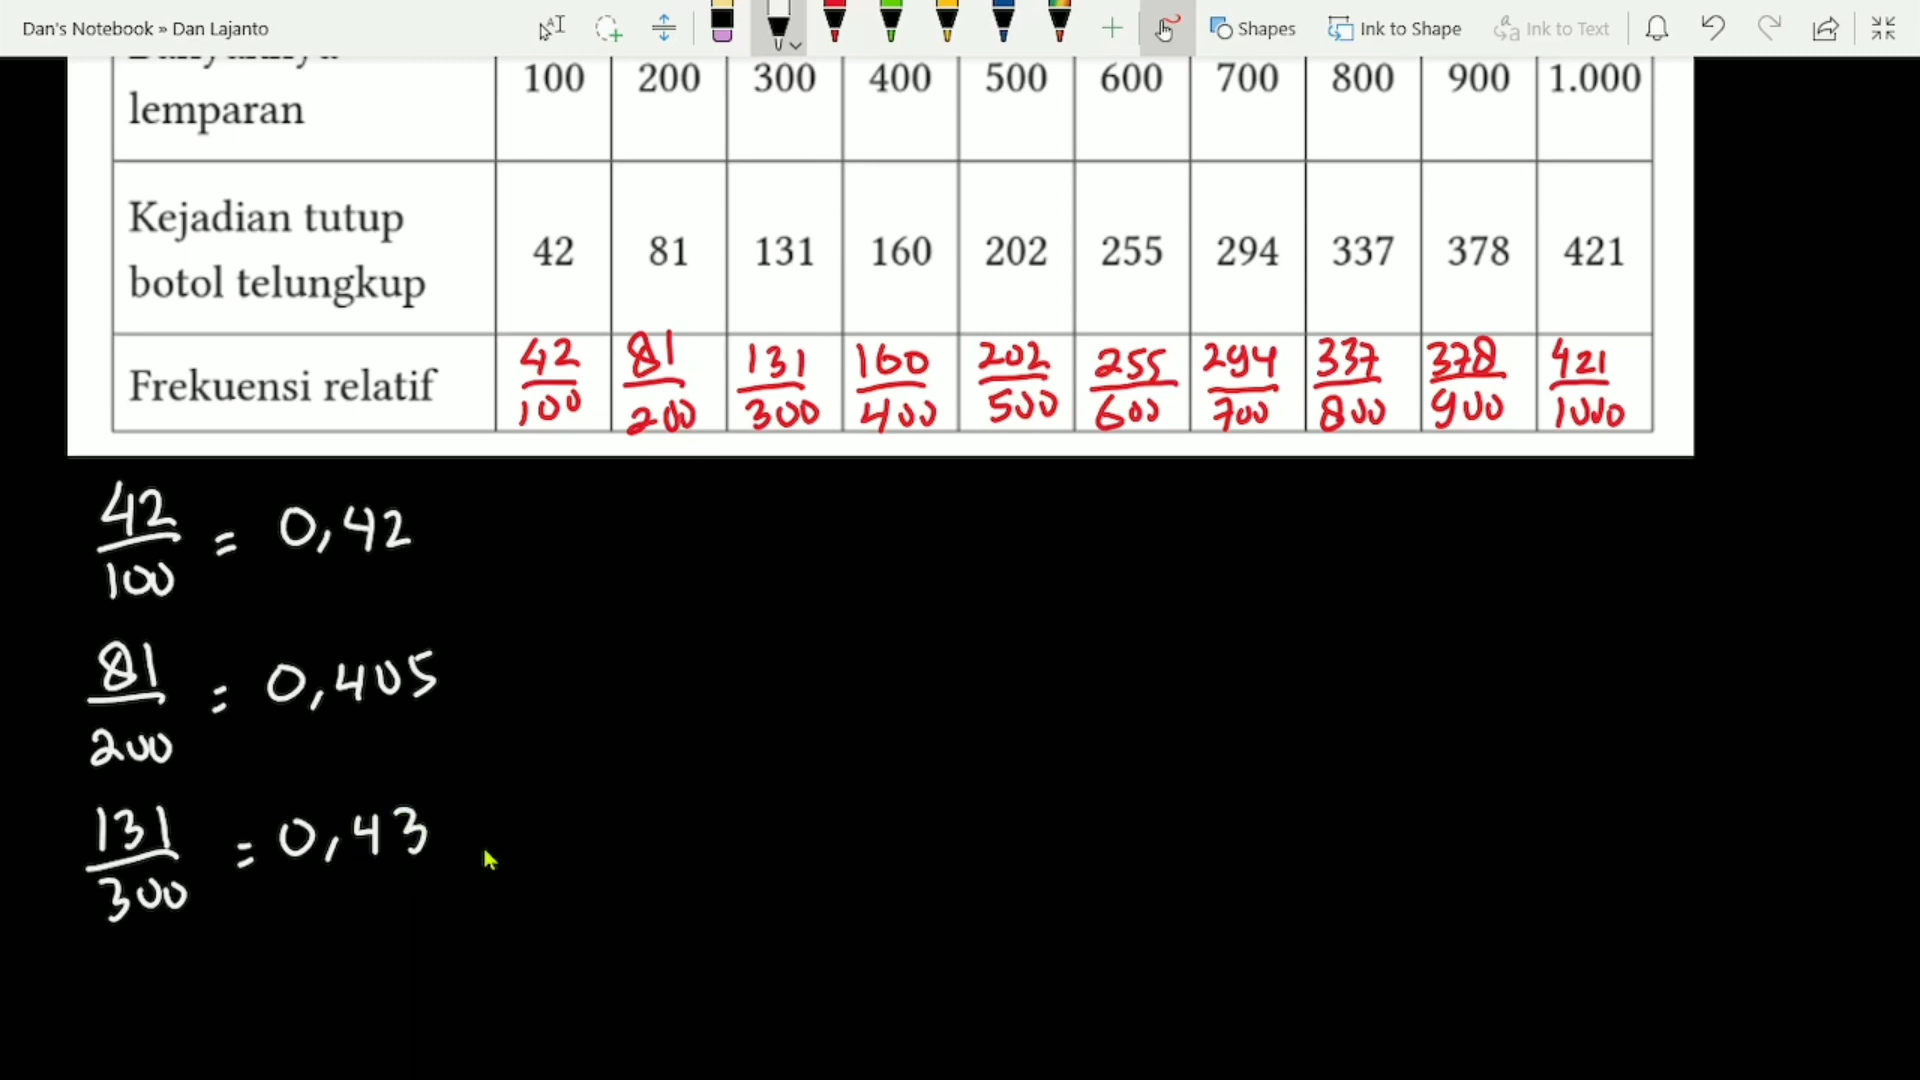 Dan's Notebook » Dan Lajanto
Shapes
Ink to Shape
Ink to Text
Banyaknya lemparan 100 200 300 400 500 600 700 800 900 1.000
Kejadian tutup botol telungkup 42 81 131 160 202 255 294 337 378 421
Frekuensi relatif 42/100 81/200 131/300 160/400 202/500 255/600 294/700 337/800 378/900 421/1000
42/100 = 0,42
81/200 = 0,405
131/300 = 0,43